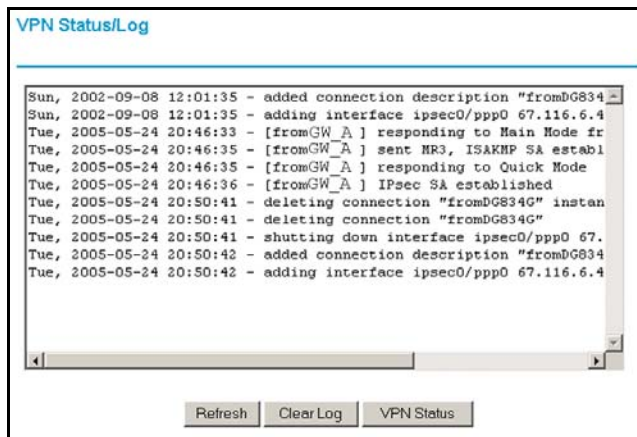 VPN Status/Log
Sun, 2002-09-08 12:01:35 - added connection description "fromDG834
Sun, 2002-09-08 12:01:35 - adding interface ipsec0/ppp0 67.116.6.4
Tue, 2005-05-24 20:46:33 - [fromGW_A ] responding to Main Mode fr
Tue, 2005-05-24 20:46:35 - [fromGW_A ] sent MR3, ISAKMP SA establ
Tue, 2005-05-24 20:46:35 - [fromGW_A ] responding to Quick Mode
Tue, 2005-05-24 20:46:36 - [fromGW_A ] IPsec SA established
Tue, 2005-05-24 20:50:41 - deleting connection "fromDG834G" instan
Tue, 2005-05-24 20:50:41 - deleting connection "fromDG834G"
Tue, 2005-05-24 20:50:41 - shutting down interface ipsec0/ppp0 67.
Tue, 2005-05-24 20:50:42 - added connection description "fromDG834
Tue, 2005-05-24 20:50:42 - adding interface ipsec0/ppp0 67.116.6.4
Refresh Clear Log VPN Status